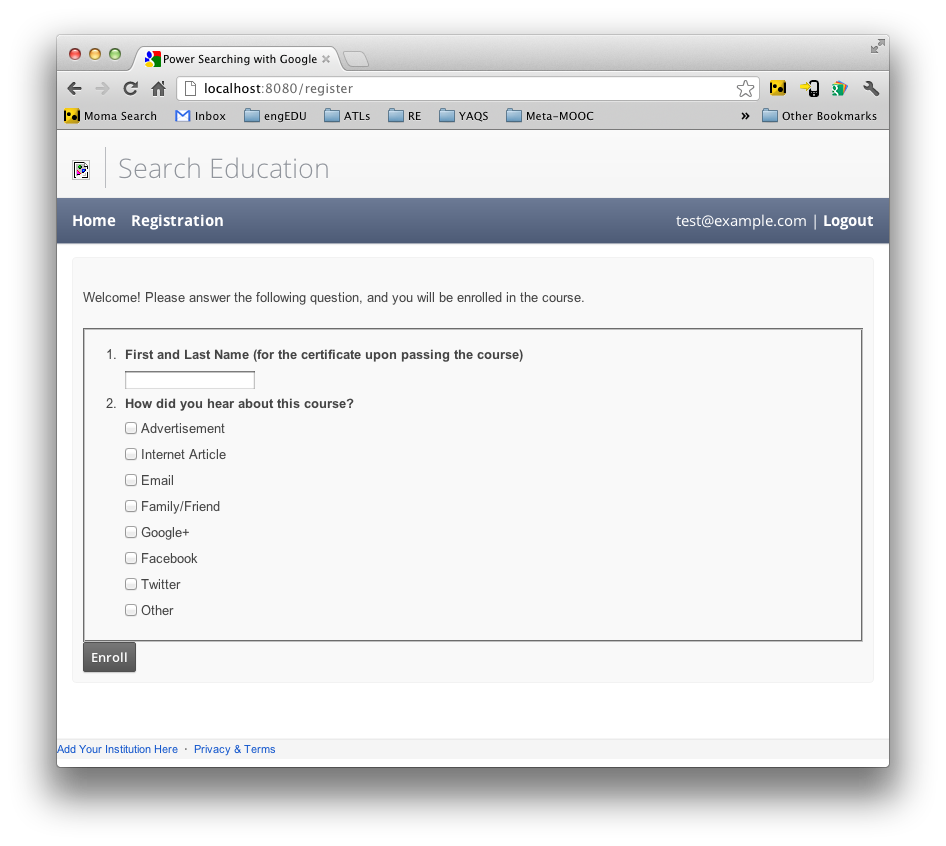 Power Searching with Google
localhost:8080/register
Moma Search Inbox engEDU ATLs RE YAQS Meta-MOOC » Other Bookmarks
Search Education
Home Registration test@example.com | Logout
Welcome! Please answer the following question, and you will be enrolled in the course.
1. First and Last Name (for the certificate upon passing the course)
2. How did you hear about this course?
Advertisement
Internet Article
Email
Family/Friend
Google+
Facebook
Twitter
Other
Enroll
Add Your Institution Here · Privacy & Terms